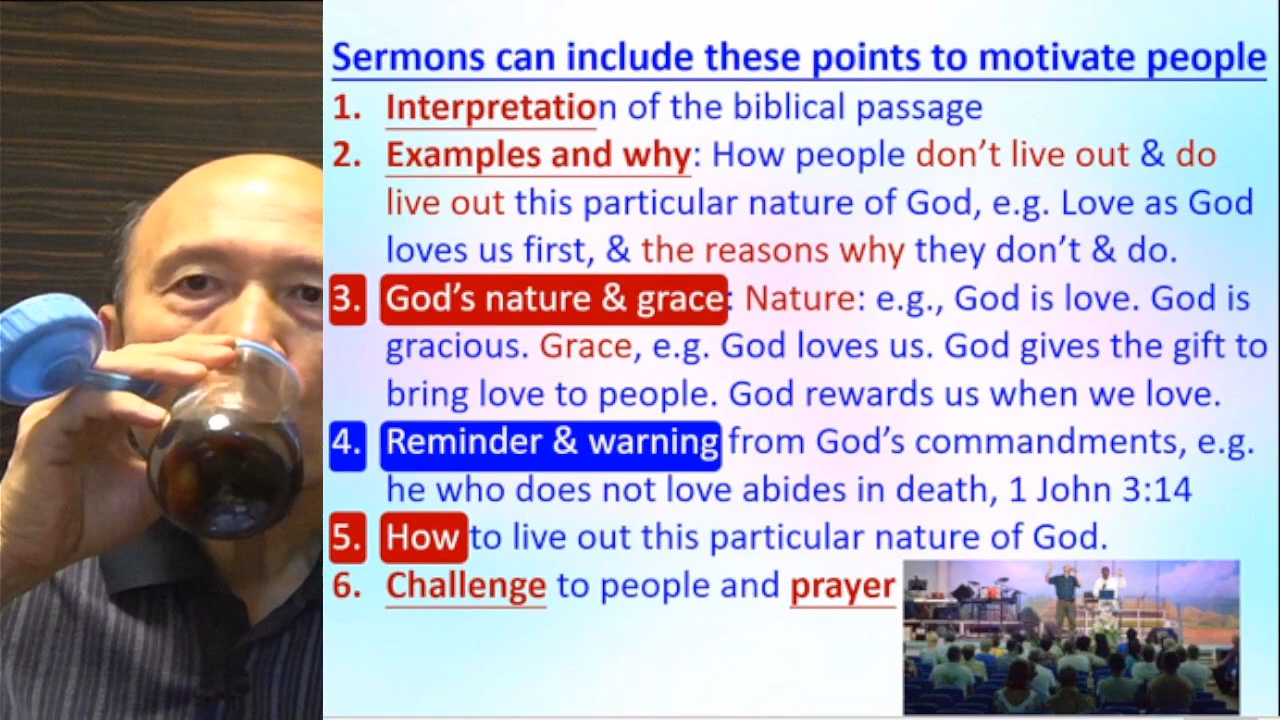 Sermons can include these points to motivate people
1. Interpretation of the biblical passage
2. Examples and why: How people don't live out & do
live out this particular nature of God, e.g. Love as God
loves us first, & the reasons why they don't & do.
3. God's nature & grace: Nature: e.g., God is love. God is
gracious. Grace, e.g. God loves us. God gives the gift to
bring love to people. God rewards us when we love.
4. Reminder & warning from God's commandments, e.g.
he who does not love abides in death, 1 John 3:14
5. How to live out this particular nature of God.
6. Challenge to people and prayer